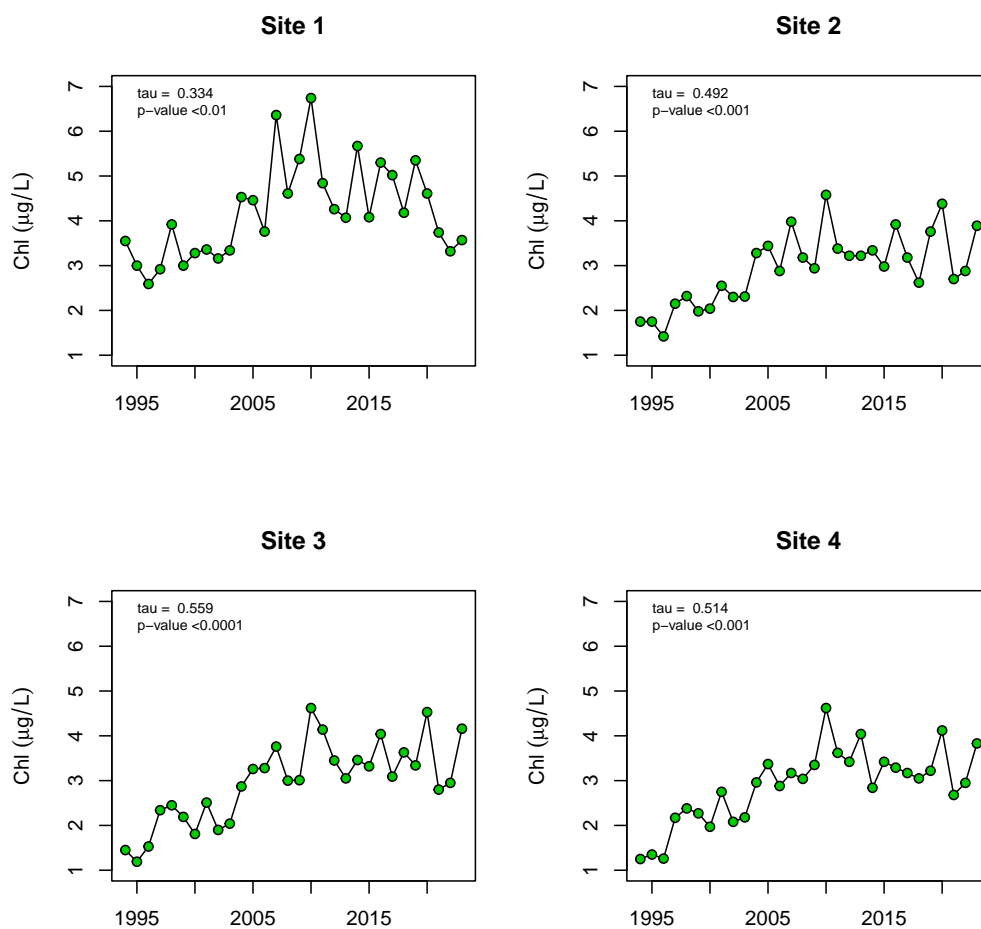 Site 1
tau = 0.334
p−value <0.01
Chl (µg/L)
7
6
5
4
3
2
1
1995 2005 2015
Site 2
tau = 0.492
p−value <0.001
Chl (µg/L)
7
6
5
4
3
2
1
1995 2005 2015
Site 3
tau = 0.559
p−value <0.0001
Chl (µg/L)
7
6
5
4
3
2
1
1995 2005 2015
Site 4
tau = 0.514
p−value <0.001
Chl (µg/L)
7
6
5
4
3
2
1
1995 2005 2015